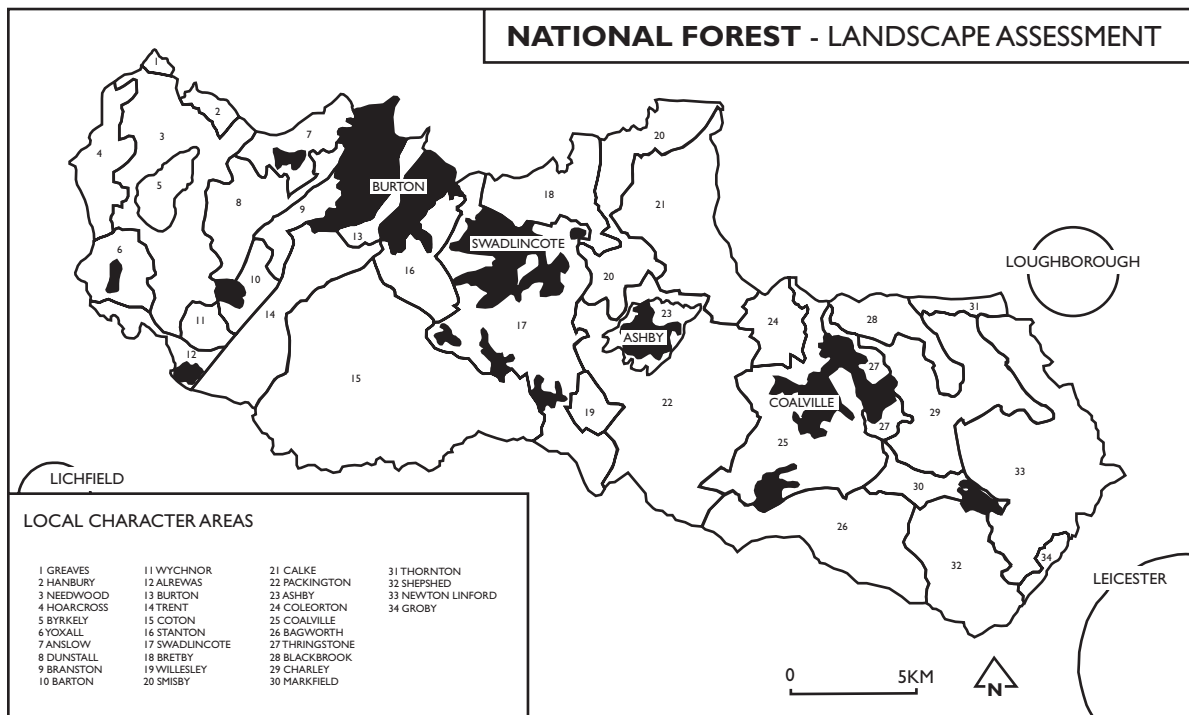 NATIONAL FOREST - LANDSCAPE ASSESSMENT
1
2
3
7
20
4
5
8
BURTON
18
21
9
6
13
SWADLINCOTE
LOUGHBOROUGH
10
16
20
31
11
14
23
24
28
12
17
ASHBY
27
15
22
COALVILLE
19
29
27
25
33
LICHFIELD
30
26
34
32
LEICESTER
LOCAL CHARACTER AREAS
1 GREAVES
2 HANBURY
3 NEEDWOOD
4 HOARCROSS
5 BYRKELY
6 YOXALL
7 ANSLOW
8 DUNSTALL
9 BRANSTON
10 BARTON
11 WYCHNOR
12 ALREWAS
13 BURTON
14 TRENT
15 COTON
16 STANTON
17 SWADLINCOTE
18 BRETBY
19 WILLESLEY
20 SMISBY
21 CALKE
22 PACKINGTON
23 ASHBY
24 COLEORTON
25 COALVILLE
26 BAGWORTH
27 THRINGSTONE
28 BLACKBROOK
29 CHARLEY
30 MARKFIELD
31 THORNTON
32 SHEPSHED
33 NEWTON LINFORD
34 GROBY
0 5KM
N